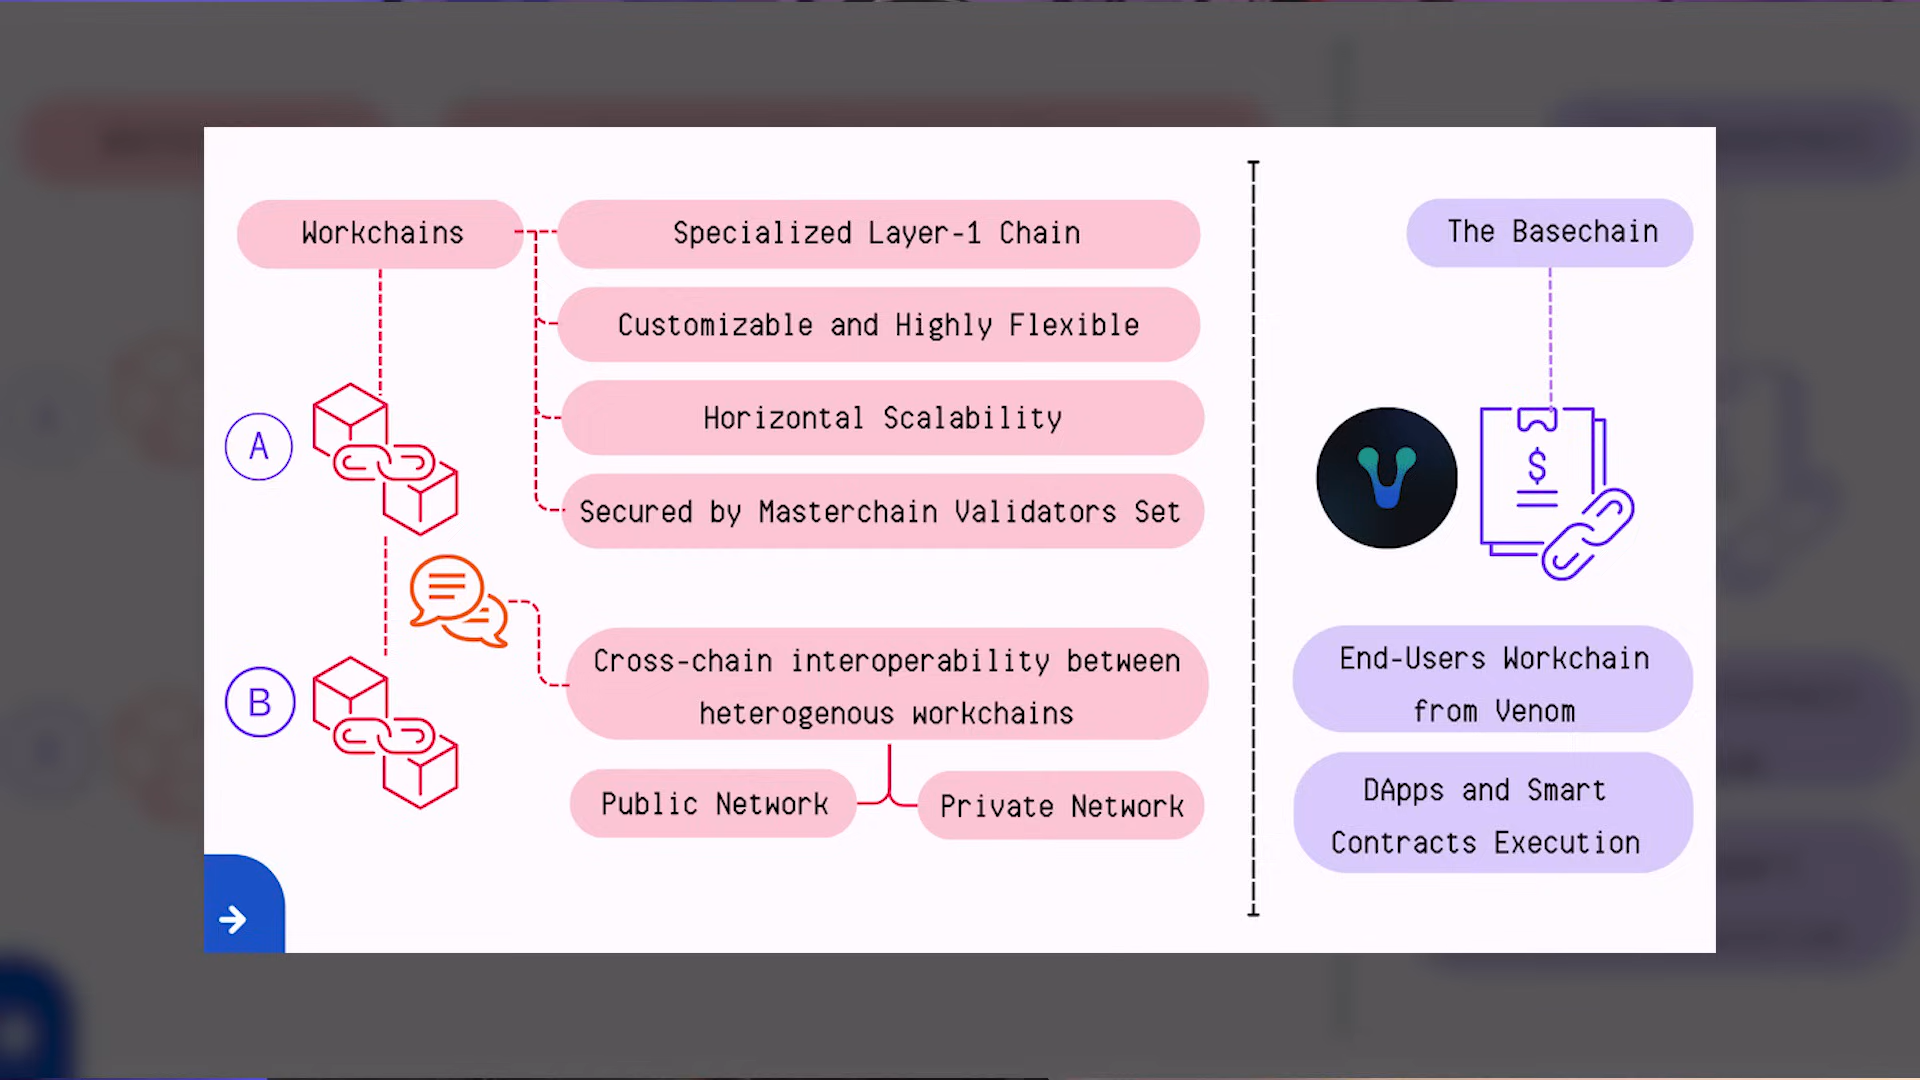 Workchains
Specialized Layer-1 Chain
Customizable and Highly Flexible
Horizontal Scalability
Secured by Masterchain Validators Set
A
B
Cross-chain interoperability between
heterogenous workchains
Public Network
Private Network
The Basechain
$
End-Users Workchain
from Venom
DApps and Smart
Contracts Execution